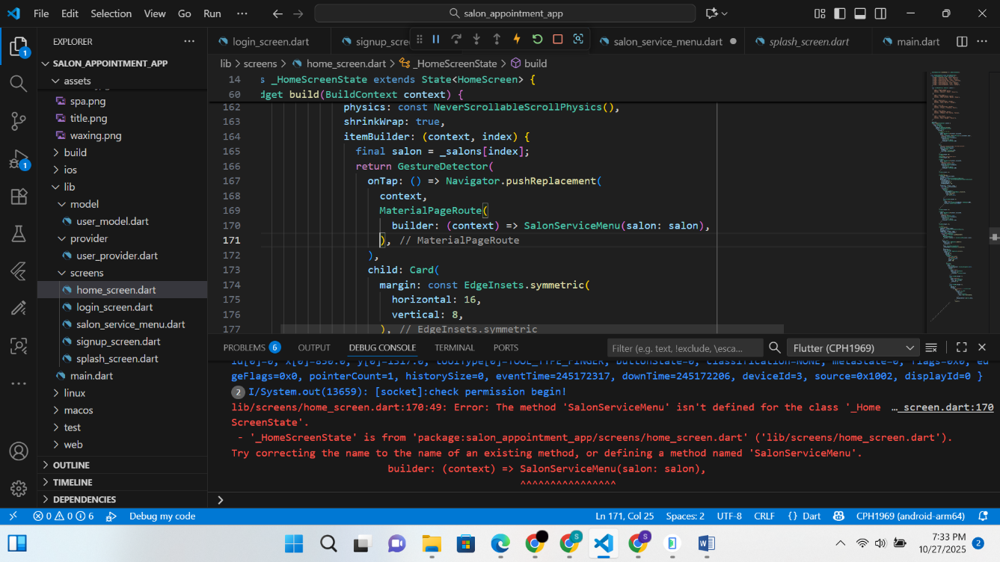 File Edit Selection View Go Run ··· salon_appointment_app
EXPLORER ···
SALON_APPOINTMENT_APP
assets
spa.png
title.png
waxing.png
build
ios
lib
model
user_model.dart
provider
user_provider.dart
screens
home_screen.dart
login_screen.dart
salon_service_menu.dart
signup_screen.dart
splash_screen.dart
main.dart
linux
macos
test
web
OUTLINE
TIMELINE
DEPENDENCIES
1
1
login_screen.dart signup_scre salon_service_menu.dart splash_screen.dart main.dart
lib > screens > home_screen.dart > _HomeScreenState > build
14 s _HomeScreenState extends State<HomeScreen> {
60 dget build(BuildContext context) {
162 physics: const NeverScrollableScrollPhysics(),
163 shrinkWrap: true,
164 itemBuilder: (context, index) {
165 final salon = _salons[index];
166 return GestureDetector(
167 onTap: () => Navigator.pushReplacement(
168 context,
169 MaterialPageRoute(
170 builder: (context) => SalonServiceMenu(salon: salon),
171 ), // MaterialPageRoute
172 ),
173 child: Card(
174 margin: const EdgeInsets.symmetric(
175 horizontal: 16,
176 vertical: 8,
177 ), // EdgeInsets.symmetric
PROBLEMS 6 OUTPUT DEBUG CONSOLE TERMINAL PORTS Filter (e.g. text, !exclude, \esca... Flutter (CPH1969)
id[0]=0, x[0]=850.0, y[0]=1317.0, toolType[0]=TOOL_TYPE_FINGER, buttonState=0, classification=NONE, metaState=0, flags=0x0, ed
geFlags=0x0, pointerCount=1, historySize=0, eventTime=245172317, downTime=245172206, deviceId=3, source=0x1002, displayId=0 }
2 I/System.out(13659): [socket]:check permission begin!
lib/screens/home_screen.dart:170:49: Error: The method 'SalonServiceMenu' isn't defined for the class '_Home …_screen.dart:170
ScreenState'.
- '_HomeScreenState' is from 'package:salon_appointment_app/screens/home_screen.dart' ('lib/screens/home_screen.dart').
Try correcting the name to the name of an existing method, or defining a method named 'SalonServiceMenu'.
builder: (context) => SalonServiceMenu(salon: salon),
^^^^^^^^^^^^^^^^
>
0 0 6 Debug my code Ln 171, Col 25 Spaces: 2 UTF-8 CRLF {} Dart CPH1969 (android-arm64)
S S 7:33 PM
10/27/2025 2